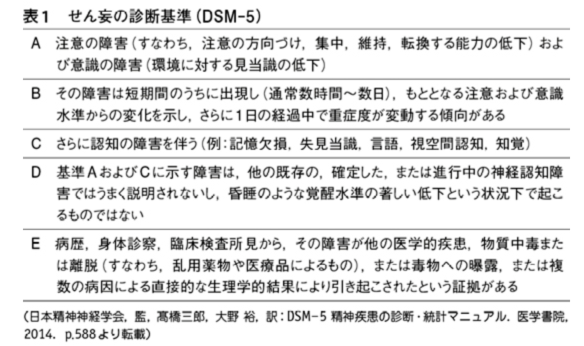 表1 せん妄の診断基準（DSM-5）
A 注意の障害（すなわち，注意の方向づけ，集中，維持，転換する能力の低下）およ
び意識の障害（環境に対する見当識の低下）
B その障害は短期間のうちに出現し（通常数時間〜数日），もととなる注意および意識
水準からの変化を示し，さらに1日の経過中で重症度が変動する傾向がある
C さらに認知の障害を伴う（例：記憶欠損，失見当識，言語，視空間認知，知覚）
D 基準AおよびCに示す障害は，他の既存の，確定した，または進行中の神経認知障
害ではうまく説明されないし，昏睡のような覚醒水準の著しい低下という状況下で起こ
るものではない
E 病歴，身体診察，臨床検査所見から，その障害が他の医学的疾患，物質中毒また
は離脱（すなわち，乱用薬物や医療品によるもの），または毒物への曝露，または複
数の病因による直接的な生理学的結果により引き起こされたという証拠がある
（日本精神神経学会，監，髙橋三郎，大野 裕，訳：DSM-5 精神疾患の診断・統計マニュアル．医学書院，
2014．p.588より転載）